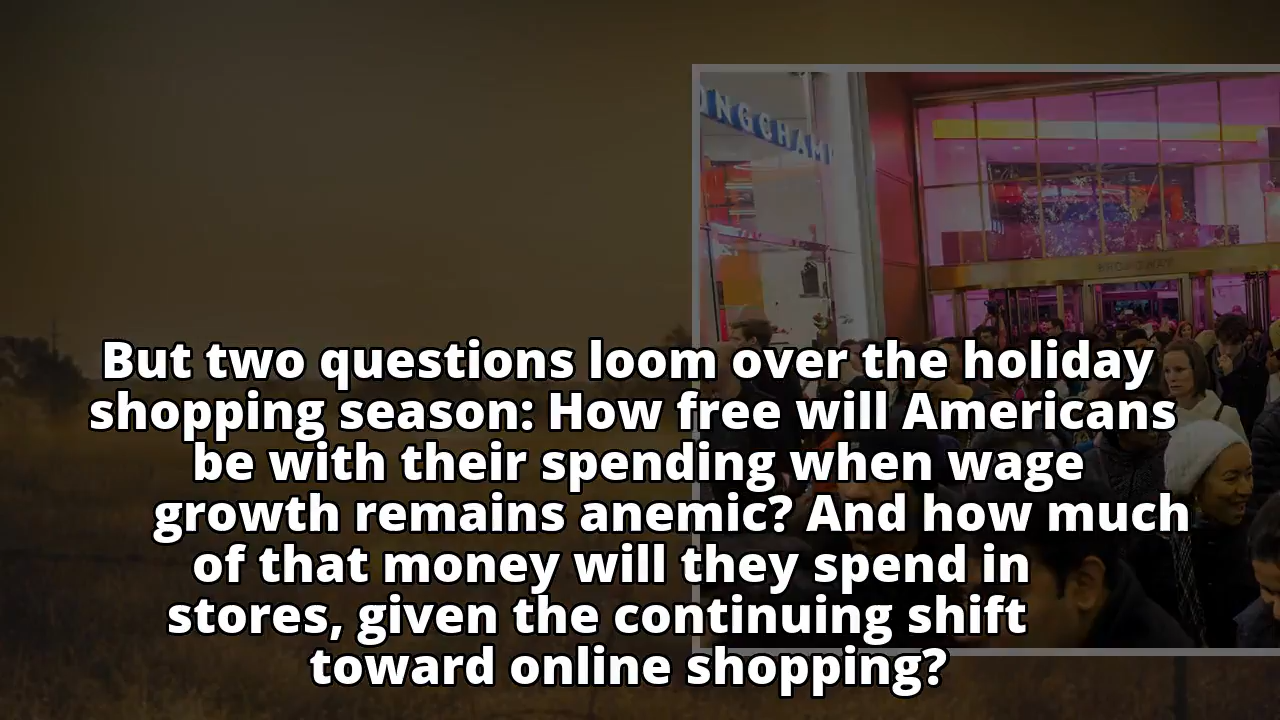 ONGCHAM
BROADWAY
But two questions loom over the holiday
shopping season: How free will Americans
be with their spending when wage
growth remains anemic? And how much
of that money will they spend in
stores, given the continuing shift
toward online shopping?